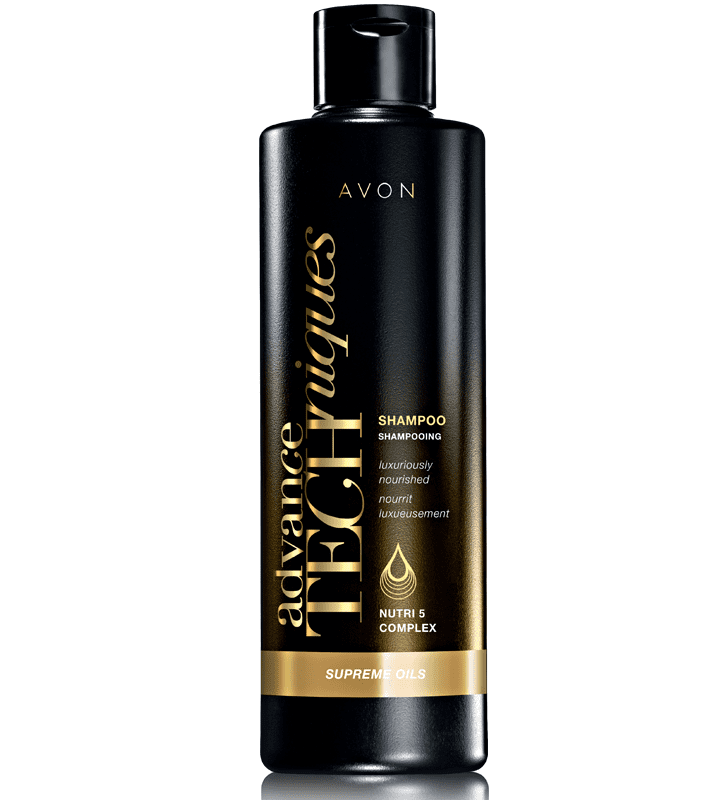 AVON
advance
TECHniques
SHAMPOO
SHAMPOOING
luxuriously
nourished
nourrit
luxueusement
NUTRI 5
COMPLEX
SUPREME OILS